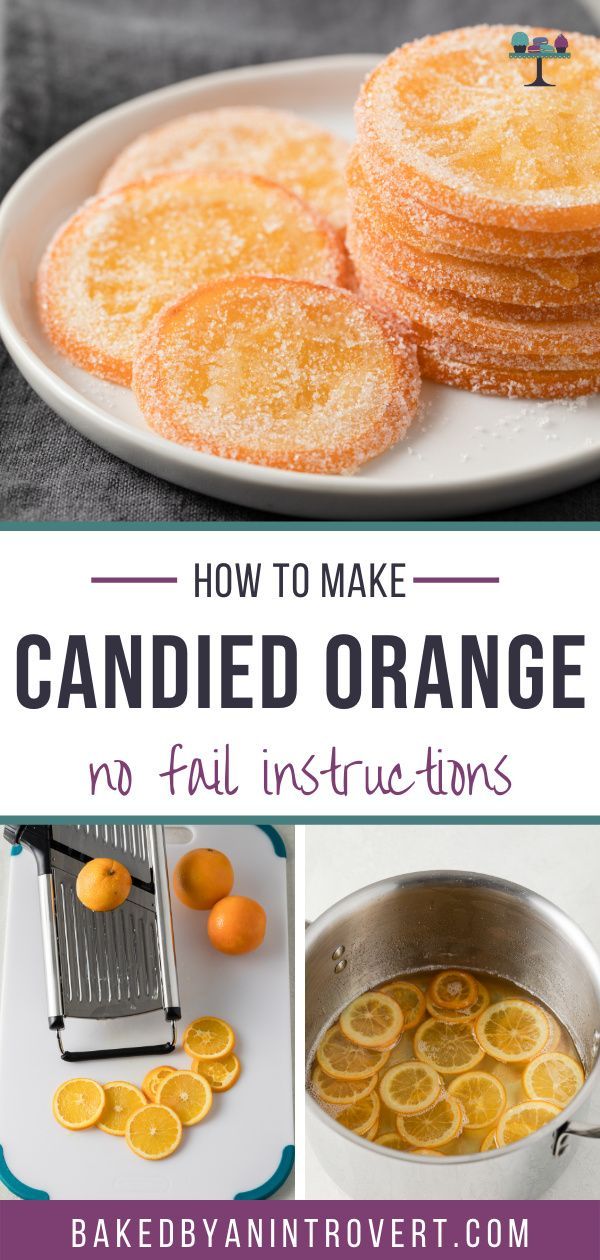 HOW TO MAKE
CANDIED ORANGE
no fail instructions
BAKEDBYANINTROVERT.COM